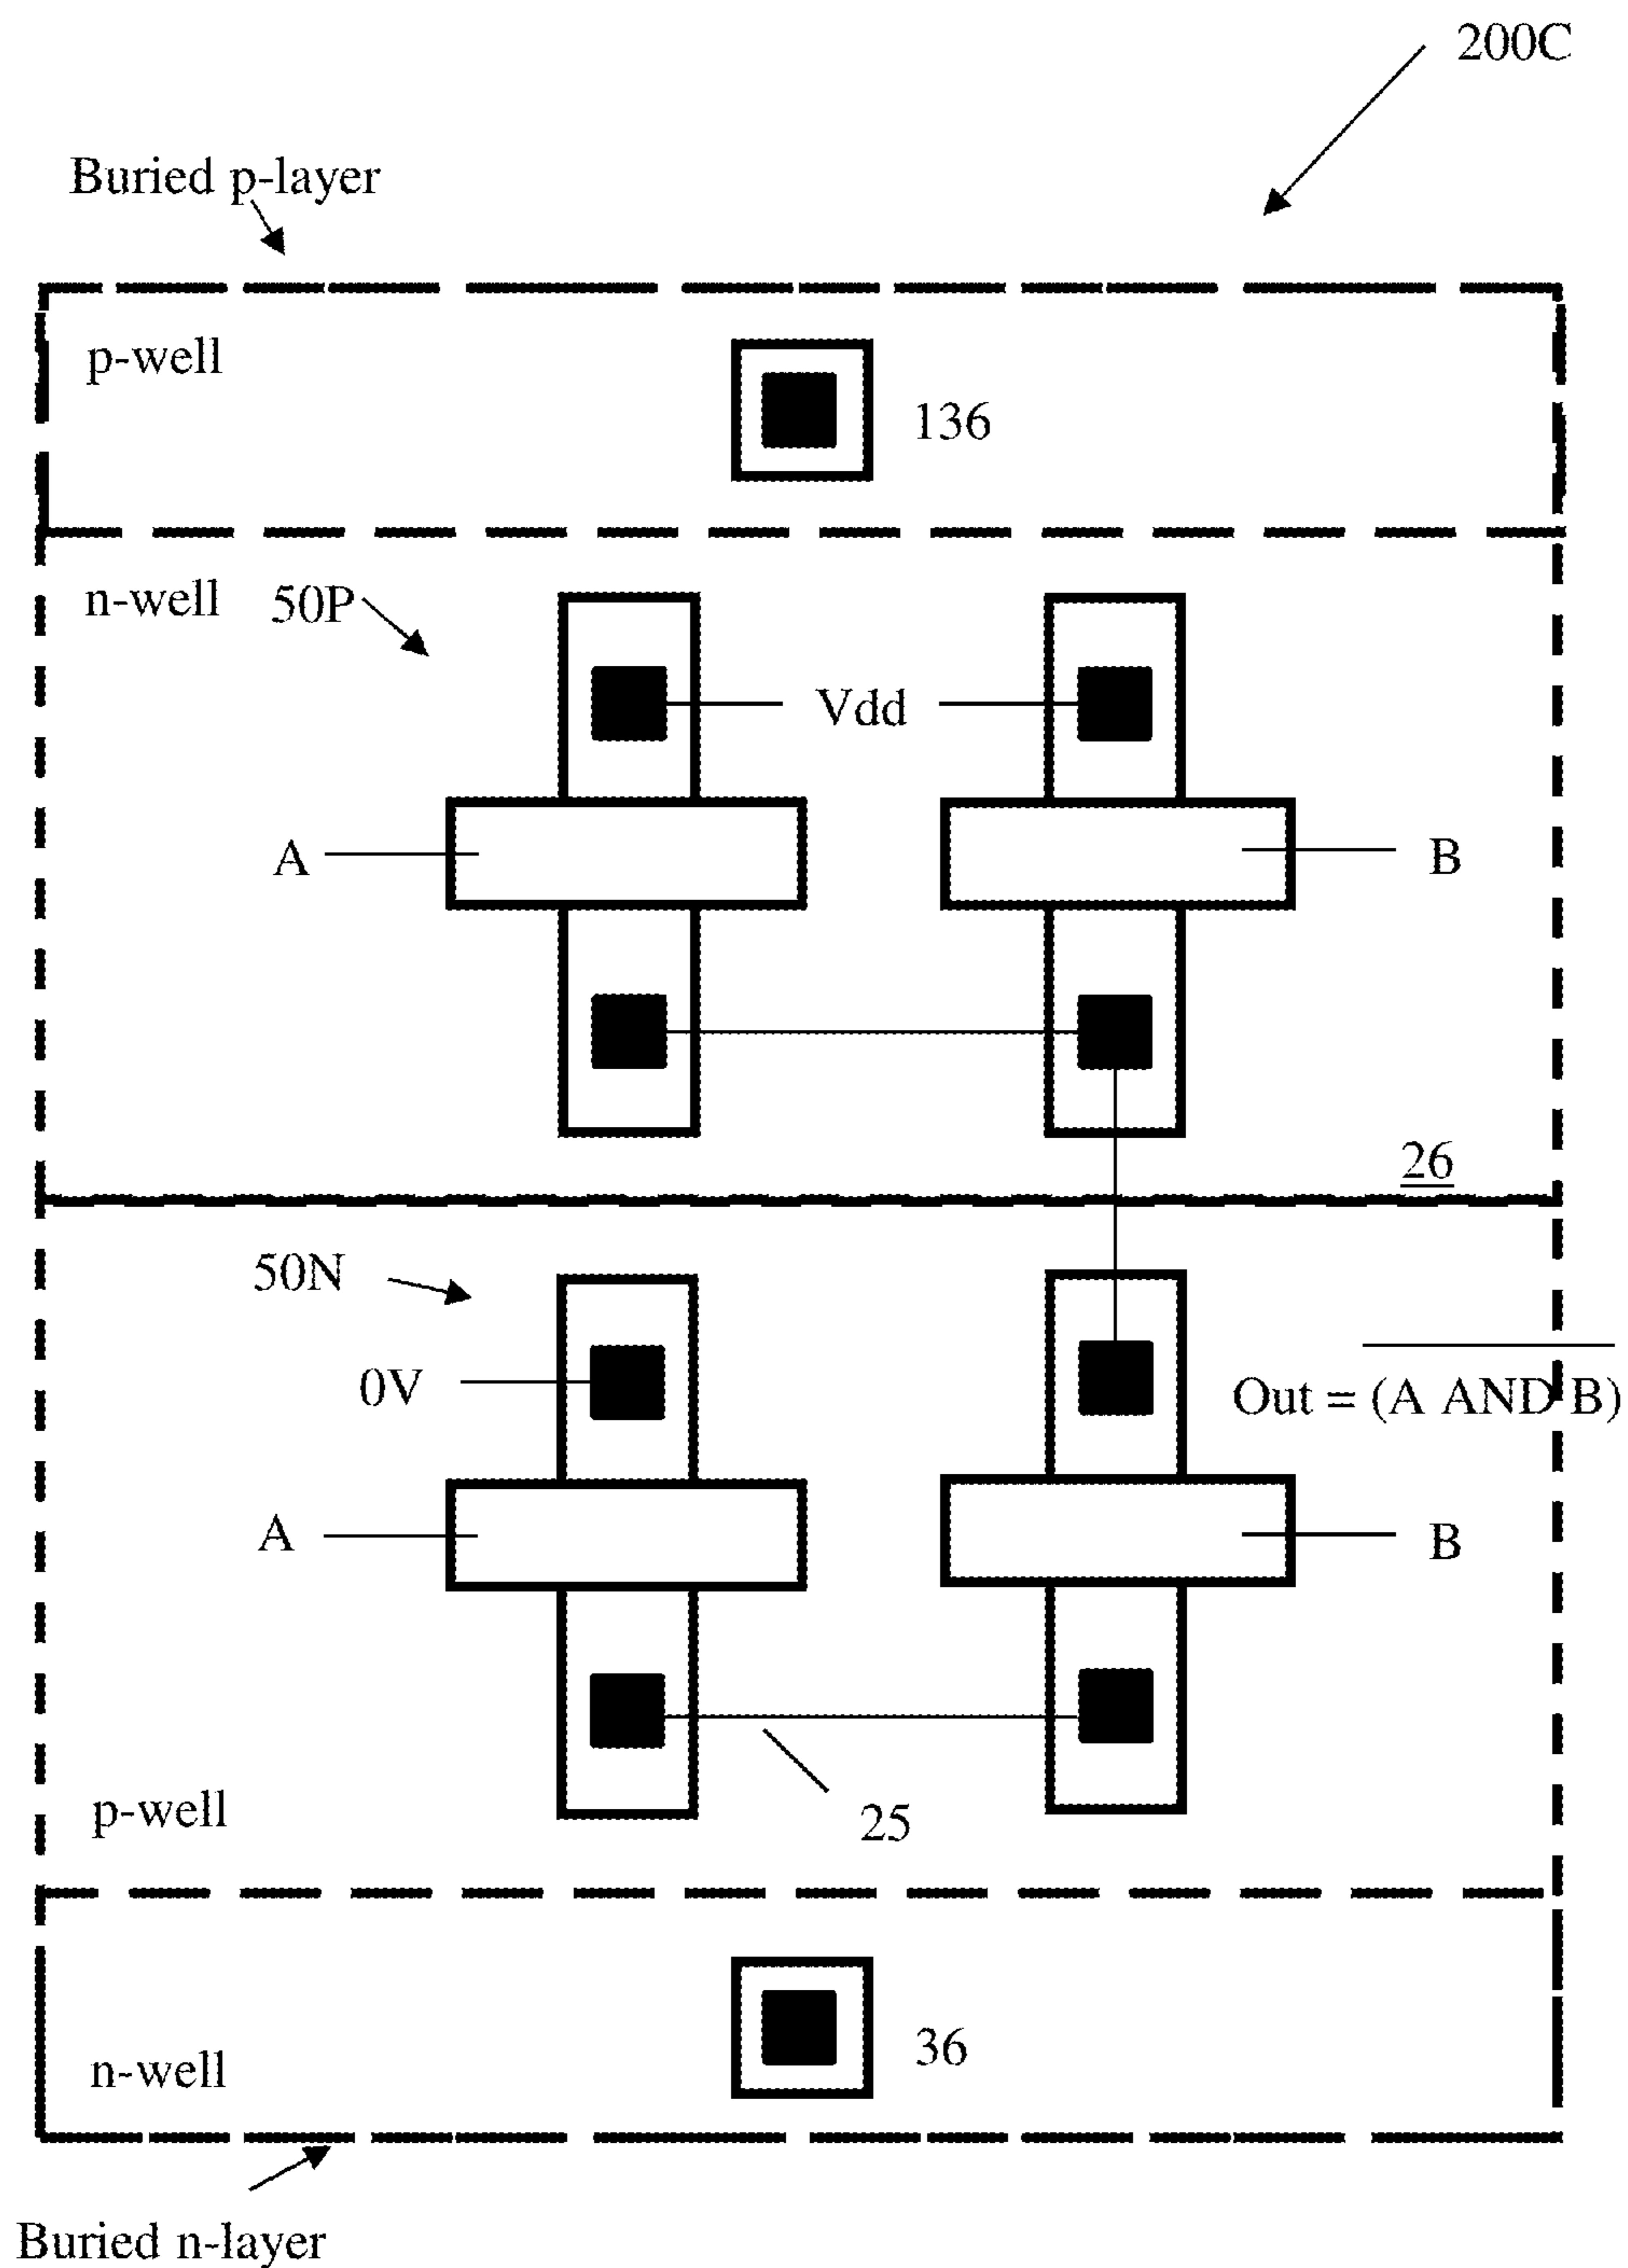 200C
Buried p-layer
p-well
136
n-well
50P
Vdd
A
B
26
50N
0V
Out = (A AND B)
A
B
p-well
25
36
n-well
Buried n-layer